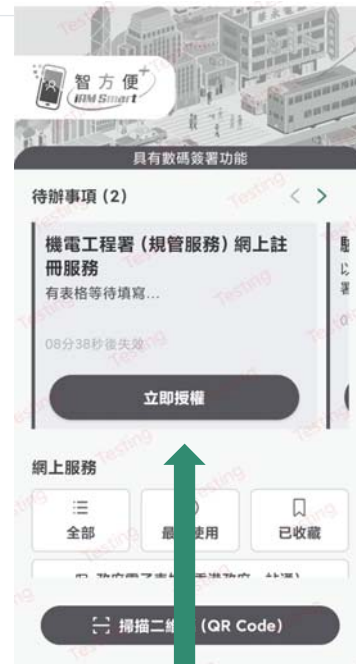 智方便+
iAM Smart
具有數碼簽署功能
待辦事項 (2)
機電工程署 (規管服務) 網上註
冊服務
有表格等待填寫...
08分38秒後失效
立即授權
網上服務
全部
使用
已收藏
掃描二維 (QR Code)
Testing